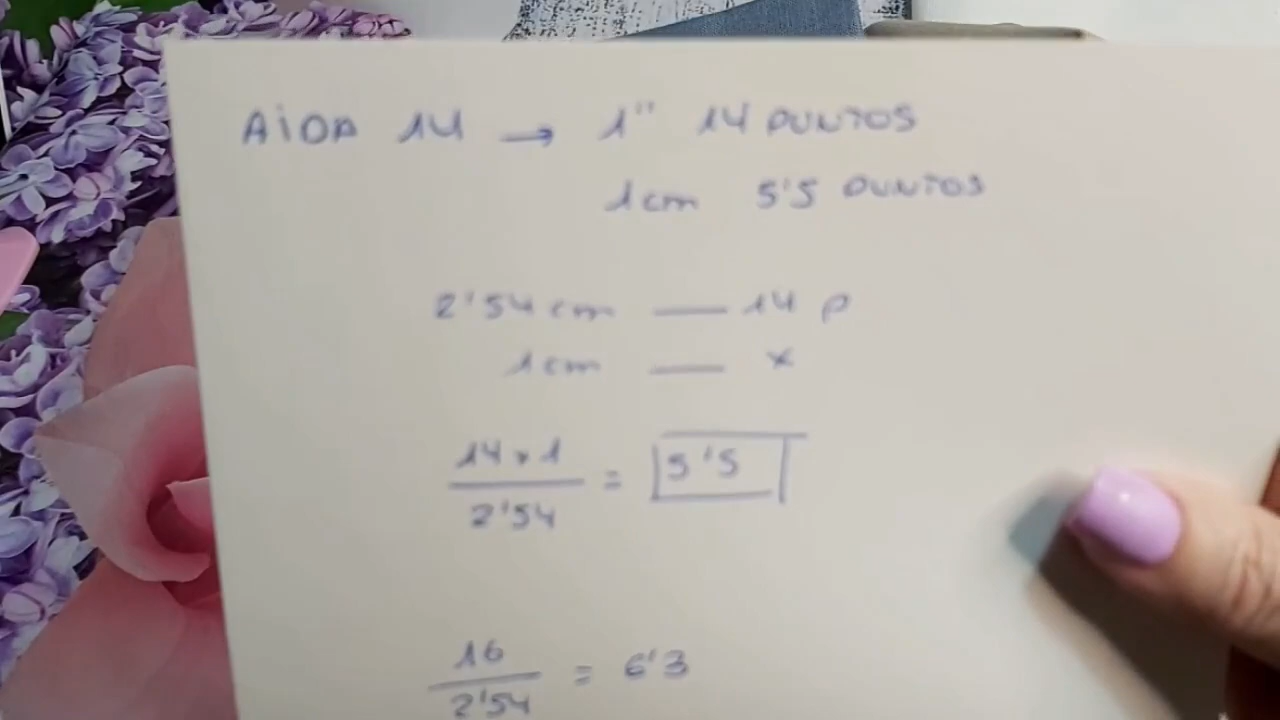 AiDA 14 → 1" 14 PUNTOS
1cm 5'5 PUNTOS
2'54 cm — 14 p
1cm — x
14 x 1
2'54
= 5'5
16
2'54
= 6'3